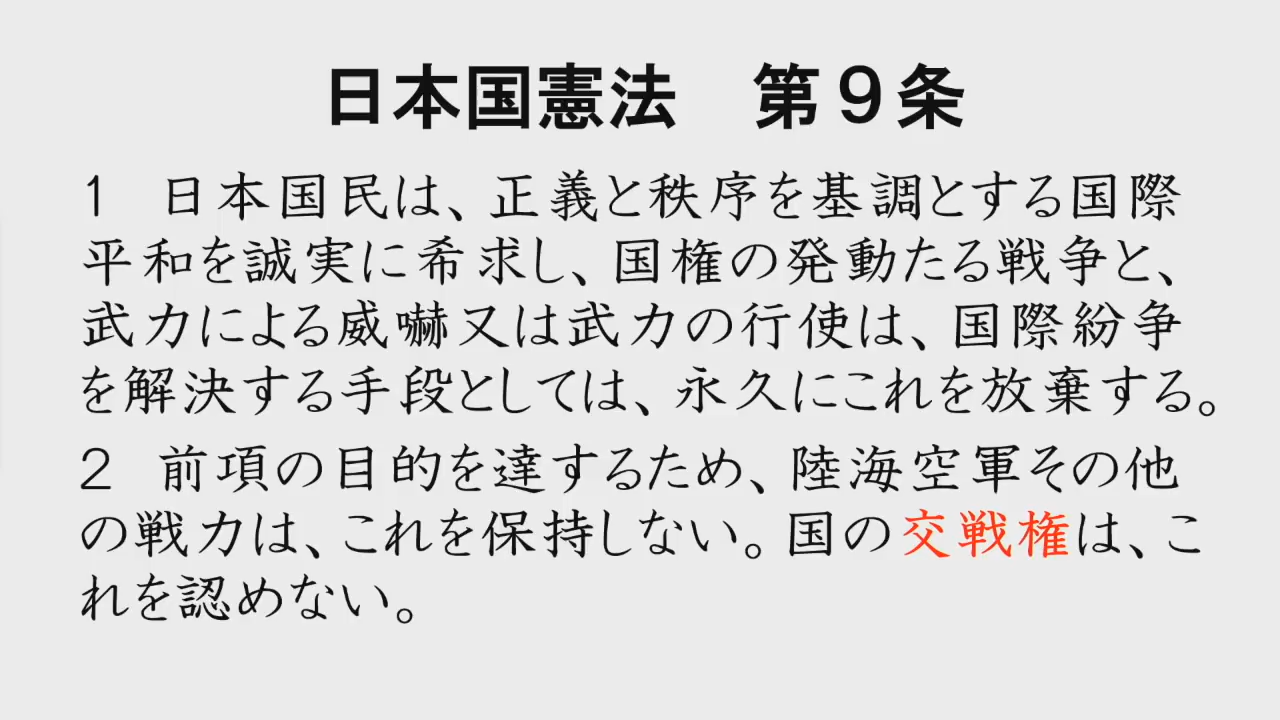 日本国憲法　第９条
1　日本国民は、正義と秩序を基調とする国際
平和を誠実に希求し、国権の発動たる戦争と、
武力による威嚇又は武力の行使は、国際紛争
を解決する手段としては、永久にこれを放棄する。
2　前項の目的を達するため、陸海空軍その他
の戦力は、これを保持しない。国の交戦権は、こ
れを認めない。